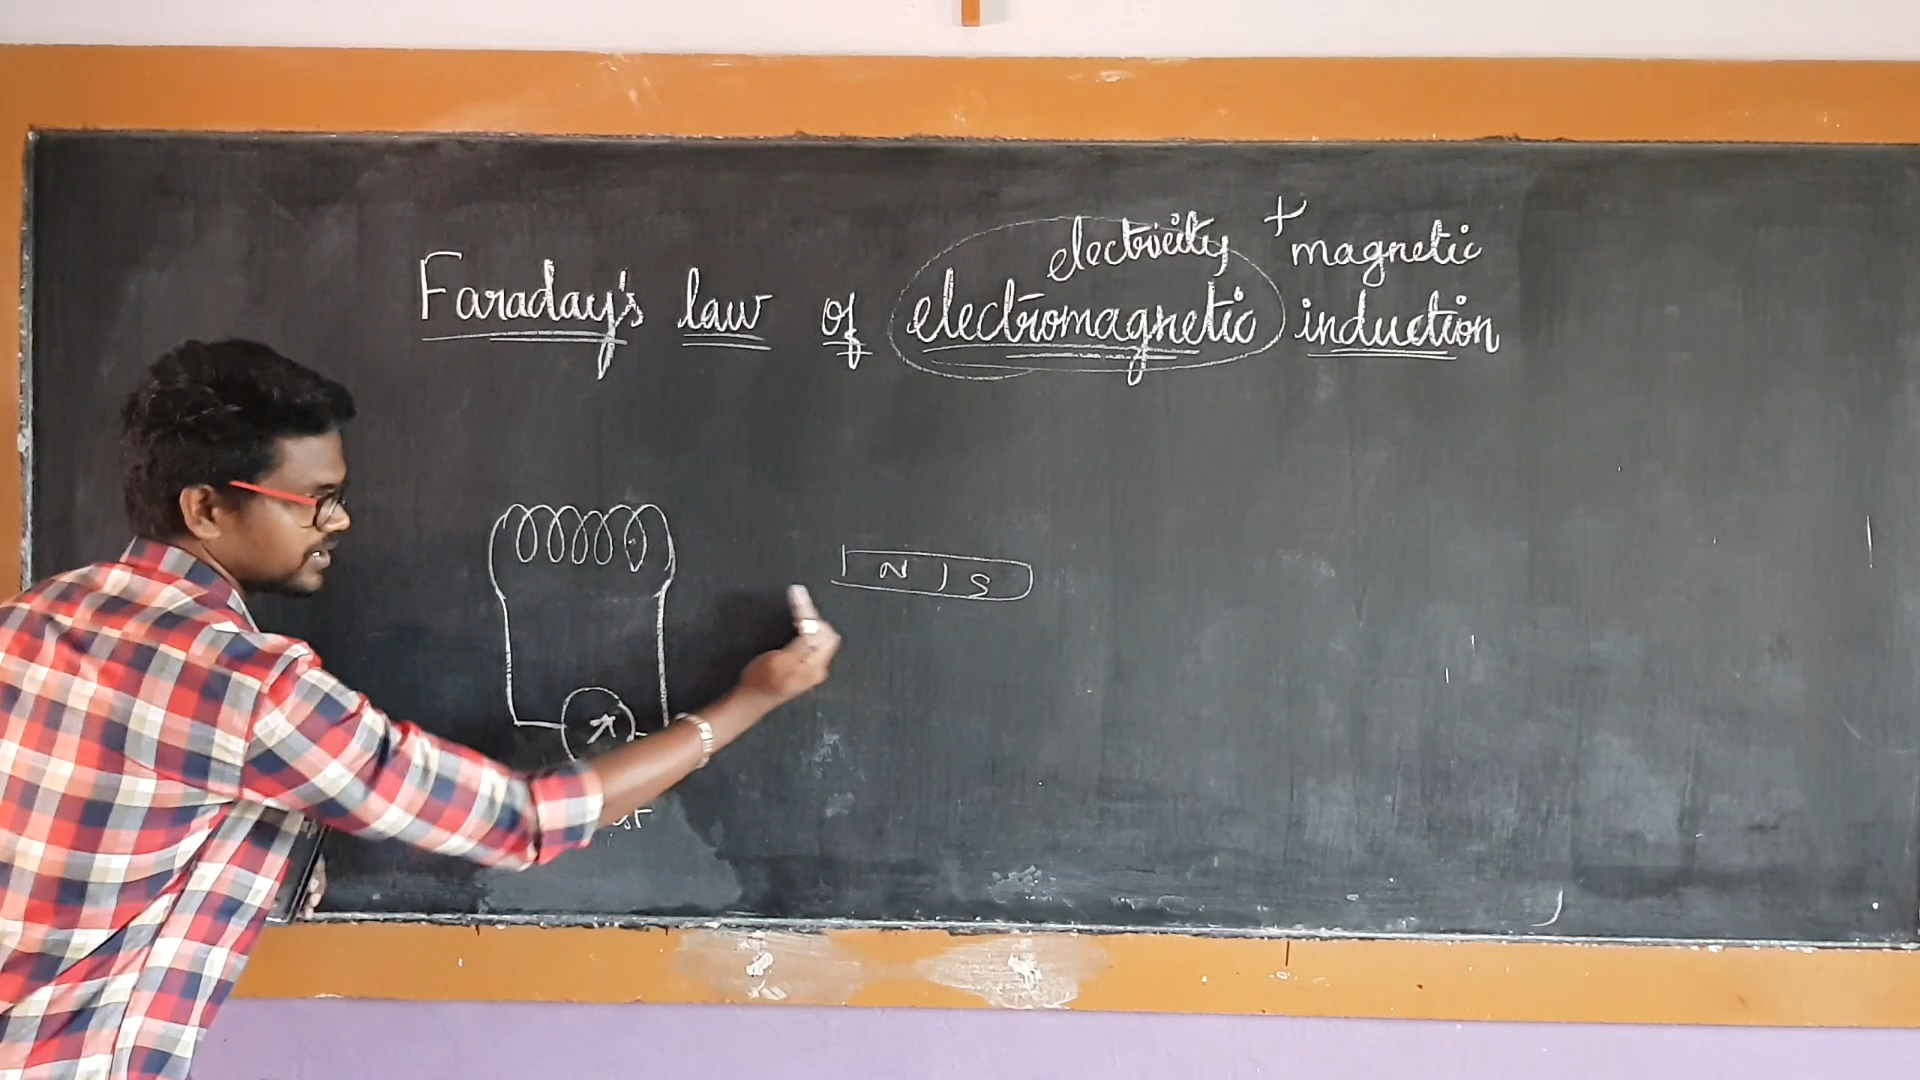 electricity + magnetic
Faraday's law of electromagnetic induction
N S